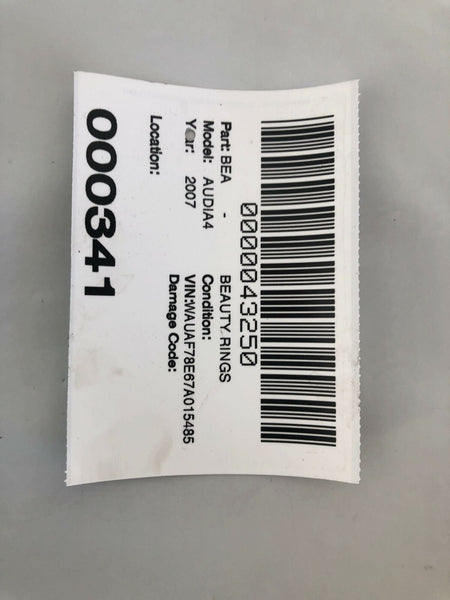 0000043250
Part: BEA - BEAUTY RINGS
Model: AUDIA4 Condition:
Year: 2007 VIN:WAUAF78E67A015485
Damage Code:
Location:
000341